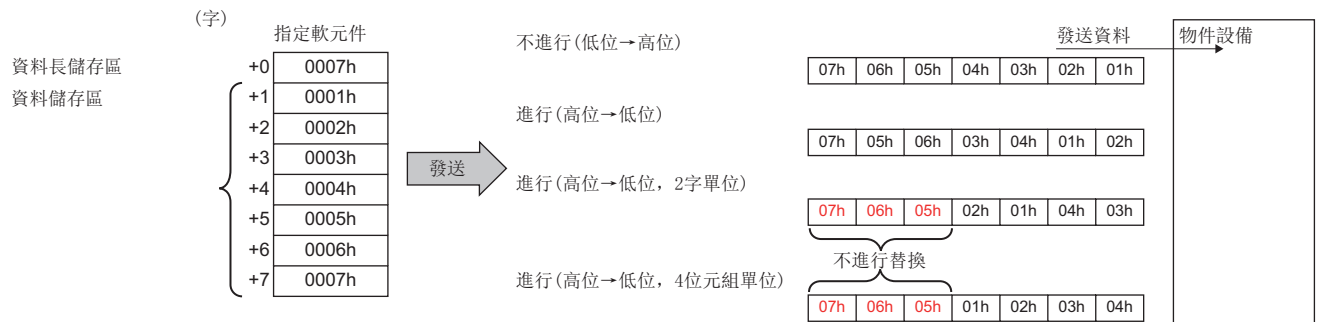 (字)
指定軟元件
資料長儲存區
+0 0007h
資料儲存區
+1 0001h
+2 0002h
+3 0003h
+4 0004h
+5 0005h
+6 0006h
+7 0007h
發送
不進行(低位→高位)
發送資料
物件設備
07h 06h 05h 04h 03h 02h 01h
進行(高位→低位)
07h 05h 06h 03h 04h 01h 02h
進行(高位→低位，2字單位)
07h 06h 05h 02h 01h 04h 03h
不進行替換
進行(高位→低位，4位元組單位)
07h 06h 05h 01h 02h 03h 04h